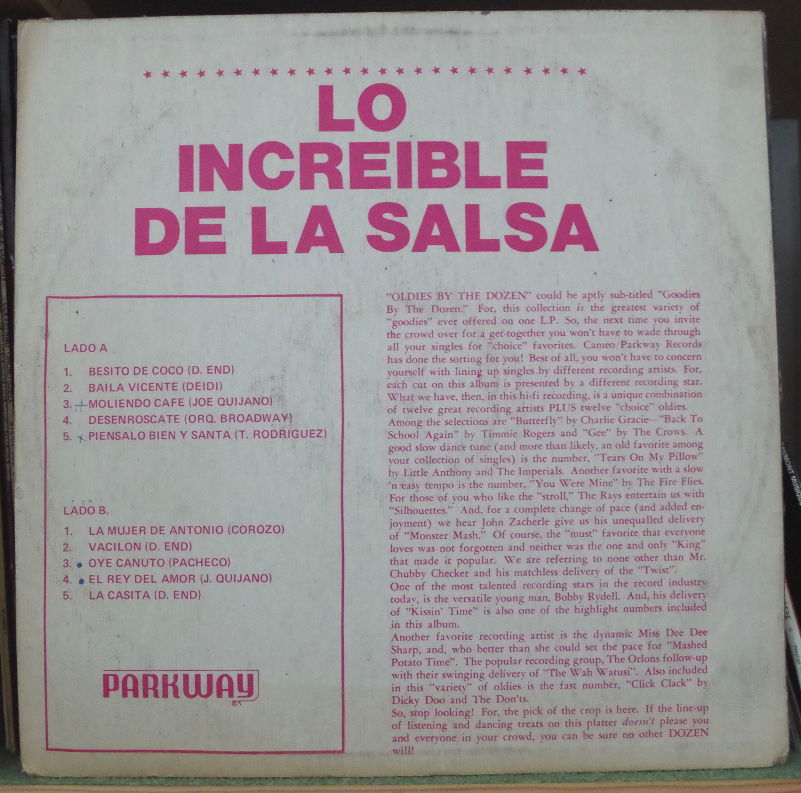 LO
INCREIBLE
DE LA SALSA
LADO A
1. BESITO DE COCO (D. END)
2. BAILA VICENTE (DEIDI)
3. MOLIENDO CAFE (JOE QUIJANO)
4. DESENROSCATE (ORQ. BROADWAY)
5. PIENSALO BIEN Y SANTA (T. RODRIGUEZ)
LADO B.
1. LA MUJER DE ANTONIO (COROZO)
2. VACILON (D. END)
3. OYE CANUTO (PACHECO)
4. EL REY DEL AMOR (J. QUIJANO)
5. LA CASITA (D. END)
PARKWAY
"OLDIES BY THE DOZEN" could be aptly sub-titled "Goodies
By The Dozen." For, this collection is the greatest variety of
"goodies" ever offered on one L.P. So, the next time you invite
the crowd over for a get-together you won't have to wade through
all your singles for "choice" favorites. Cameo Parkway Records
has done the sorting for you! Best of all, you won't have to concern
yourself with lining up singles by different recording artists. For,
each cut on this album is presented by a different recording star.
What we have, then, in this hi-fi recording, is a unique combination
of twelve great recording artists PLUS twelve "choice" oldies.
Among the selections are "Butterfly" by Charlie Gracie—"Back To
School Again" by Timmie Rogers and "Gee" by The Crows. A
good slow dance tune (and more than likely, an old favorite among
your collection of singles) is the number, "Tears On My Pillow"
by Little Anthony and The Imperials. Another favorite with a slow
'n easy tempo is the number, "You Were Mine" by The Fire Flies.
For those of you who like the "stroll," The Rays entertain us with
"Silhouettes." And, for a complete change of pace (and added en-
joyment) we hear John Zacherle give us his unequalled delivery
of "Monster Mash." Of course, the "must" favorite that everyone
loves was not forgotten and neither was the one and only "King"
that made it popular. We are referring to none other than Mr.
Chubby Checker and his matchless delivery of the "Twist".
One of the most talented recording stars in the record industry
today, is the versatile young man, Bobby Rydell. And, his delivery
of "Kissin' Time" is also one of the highlight numbers included
in this album.
Another favorite recording artist is the dynamic Miss Dee Dee
Sharp, and, who better than she could set the pace for "Mashed
Potato Time". The popular recording group, The Orlons follow-up
with their swinging delivery of "The Wah Watusi". Also included
in this "variety" of oldies is the fast number, "Click Clack" by
Dicky Doo and The Don'ts.
So, stop looking! For, the pick of the crop is here. If the line-up
of listening and dancing treats on this platter doesn't please you
and everyone in your crowd, you can be sure no other DOZEN
will!